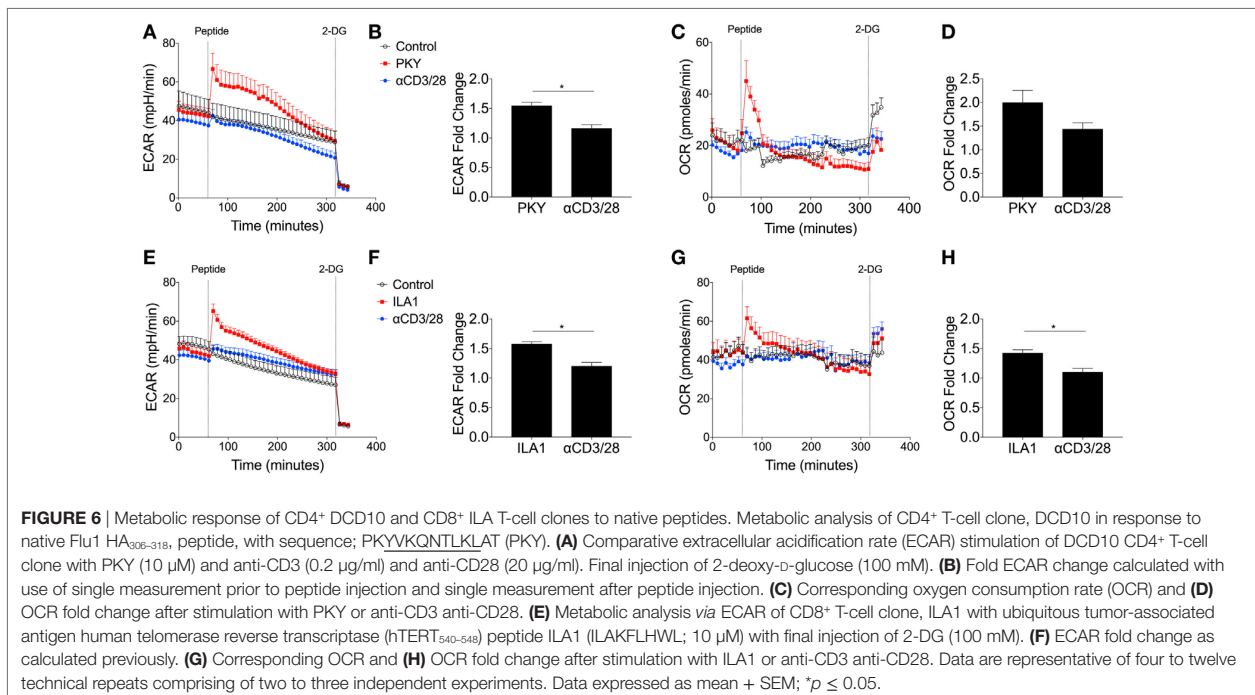 A
Peptide
2-DG
ECAR (mpH/min)
80
60
40
20
0
0 100 200 300 400
Time (minutes)
Control
PKY
αCD3/28
B
ECAR Fold Change
2.0
1.5
1.0
0.5
0.0
*
PKY αCD3/28
C
Peptide
2-DG
OCR (pmoles/min)
60
40
20
0
0 100 200 300 400
Time (minutes)
D
OCR Fold Change
2.5
2.0
1.5
1.0
0.5
0.0
PKY αCD3/28
E
Peptide
2-DG
ECAR (mpH/min)
80
60
40
20
0
0 100 200 300 400
Time (minutes)
Control
ILA1
αCD3/28
F
ECAR Fold Change
2.0
1.5
1.0
0.5
0.0
*
ILA1 αCD3/28
G
Peptide
2-DG
OCR (pmoles/min)
80
60
40
20
0
0 100 200 300 400
Time (minutes)
H
OCR Fold Change
2.0
1.5
1.0
0.5
0.0
*
ILA1 αCD3/28
FIGURE 6 | Metabolic response of CD4⁺ DCD10 and CD8⁺ ILA T-cell clones to native peptides. Metabolic analysis of CD4⁺ T-cell clone, DCD10 in response to
native Flu1 HA₃₀₆₋₃₁₈, peptide, with sequence; PKYVKQNTLKLAT (PKY). (A) Comparative extracellular acidification rate (ECAR) stimulation of DCD10 CD4⁺ T-cell
clone with PKY (10 µM) and anti-CD3 (0.2 µg/ml) and anti-CD28 (20 µg/ml). Final injection of 2-deoxy-D-glucose (100 mM). (B) Fold ECAR change calculated with
use of single measurement prior to peptide injection and single measurement after peptide injection. (C) Corresponding oxygen consumption rate (OCR) and (D)
OCR fold change after stimulation with PKY or anti-CD3 anti-CD28. (E) Metabolic analysis via ECAR of CD8⁺ T-cell clone, ILA1 with ubiquitous tumor-associated
antigen human telomerase reverse transcriptase (hTERT₅₄₀₋₅₄₈) peptide ILA1 (ILAKFLHWL; 10 µM) with final injection of 2-DG (100 mM). (F) ECAR fold change as
calculated previously. (G) Corresponding OCR and (H) OCR fold change after stimulation with ILA1 or anti-CD3 anti-CD28. Data are representative of four to twelve
technical repeats comprising of two to three independent experiments. Data expressed as mean + SEM; *p ≤ 0.05.